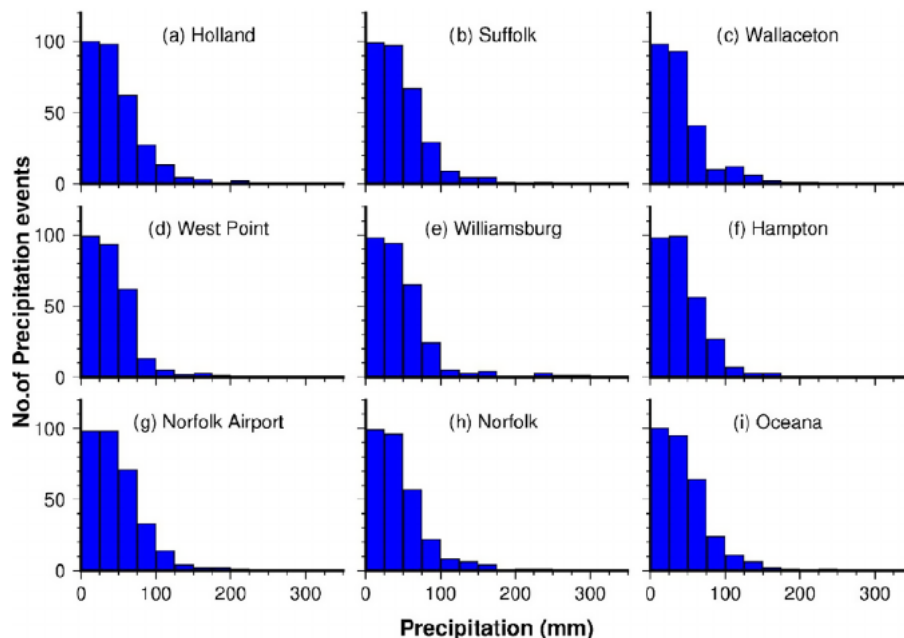 (a) Holland
(b) Suffolk
(c) Wallaceton
100
50
0
(d) West Point
(e) Williamsburg
(f) Hampton
100
50
0
(g) Norfolk Airport
(h) Norfolk
(i) Oceana
100
50
0
0 100 200 300
0 100 200 300
0 100 200 300
No.of Precipitation events
Precipitation (mm)